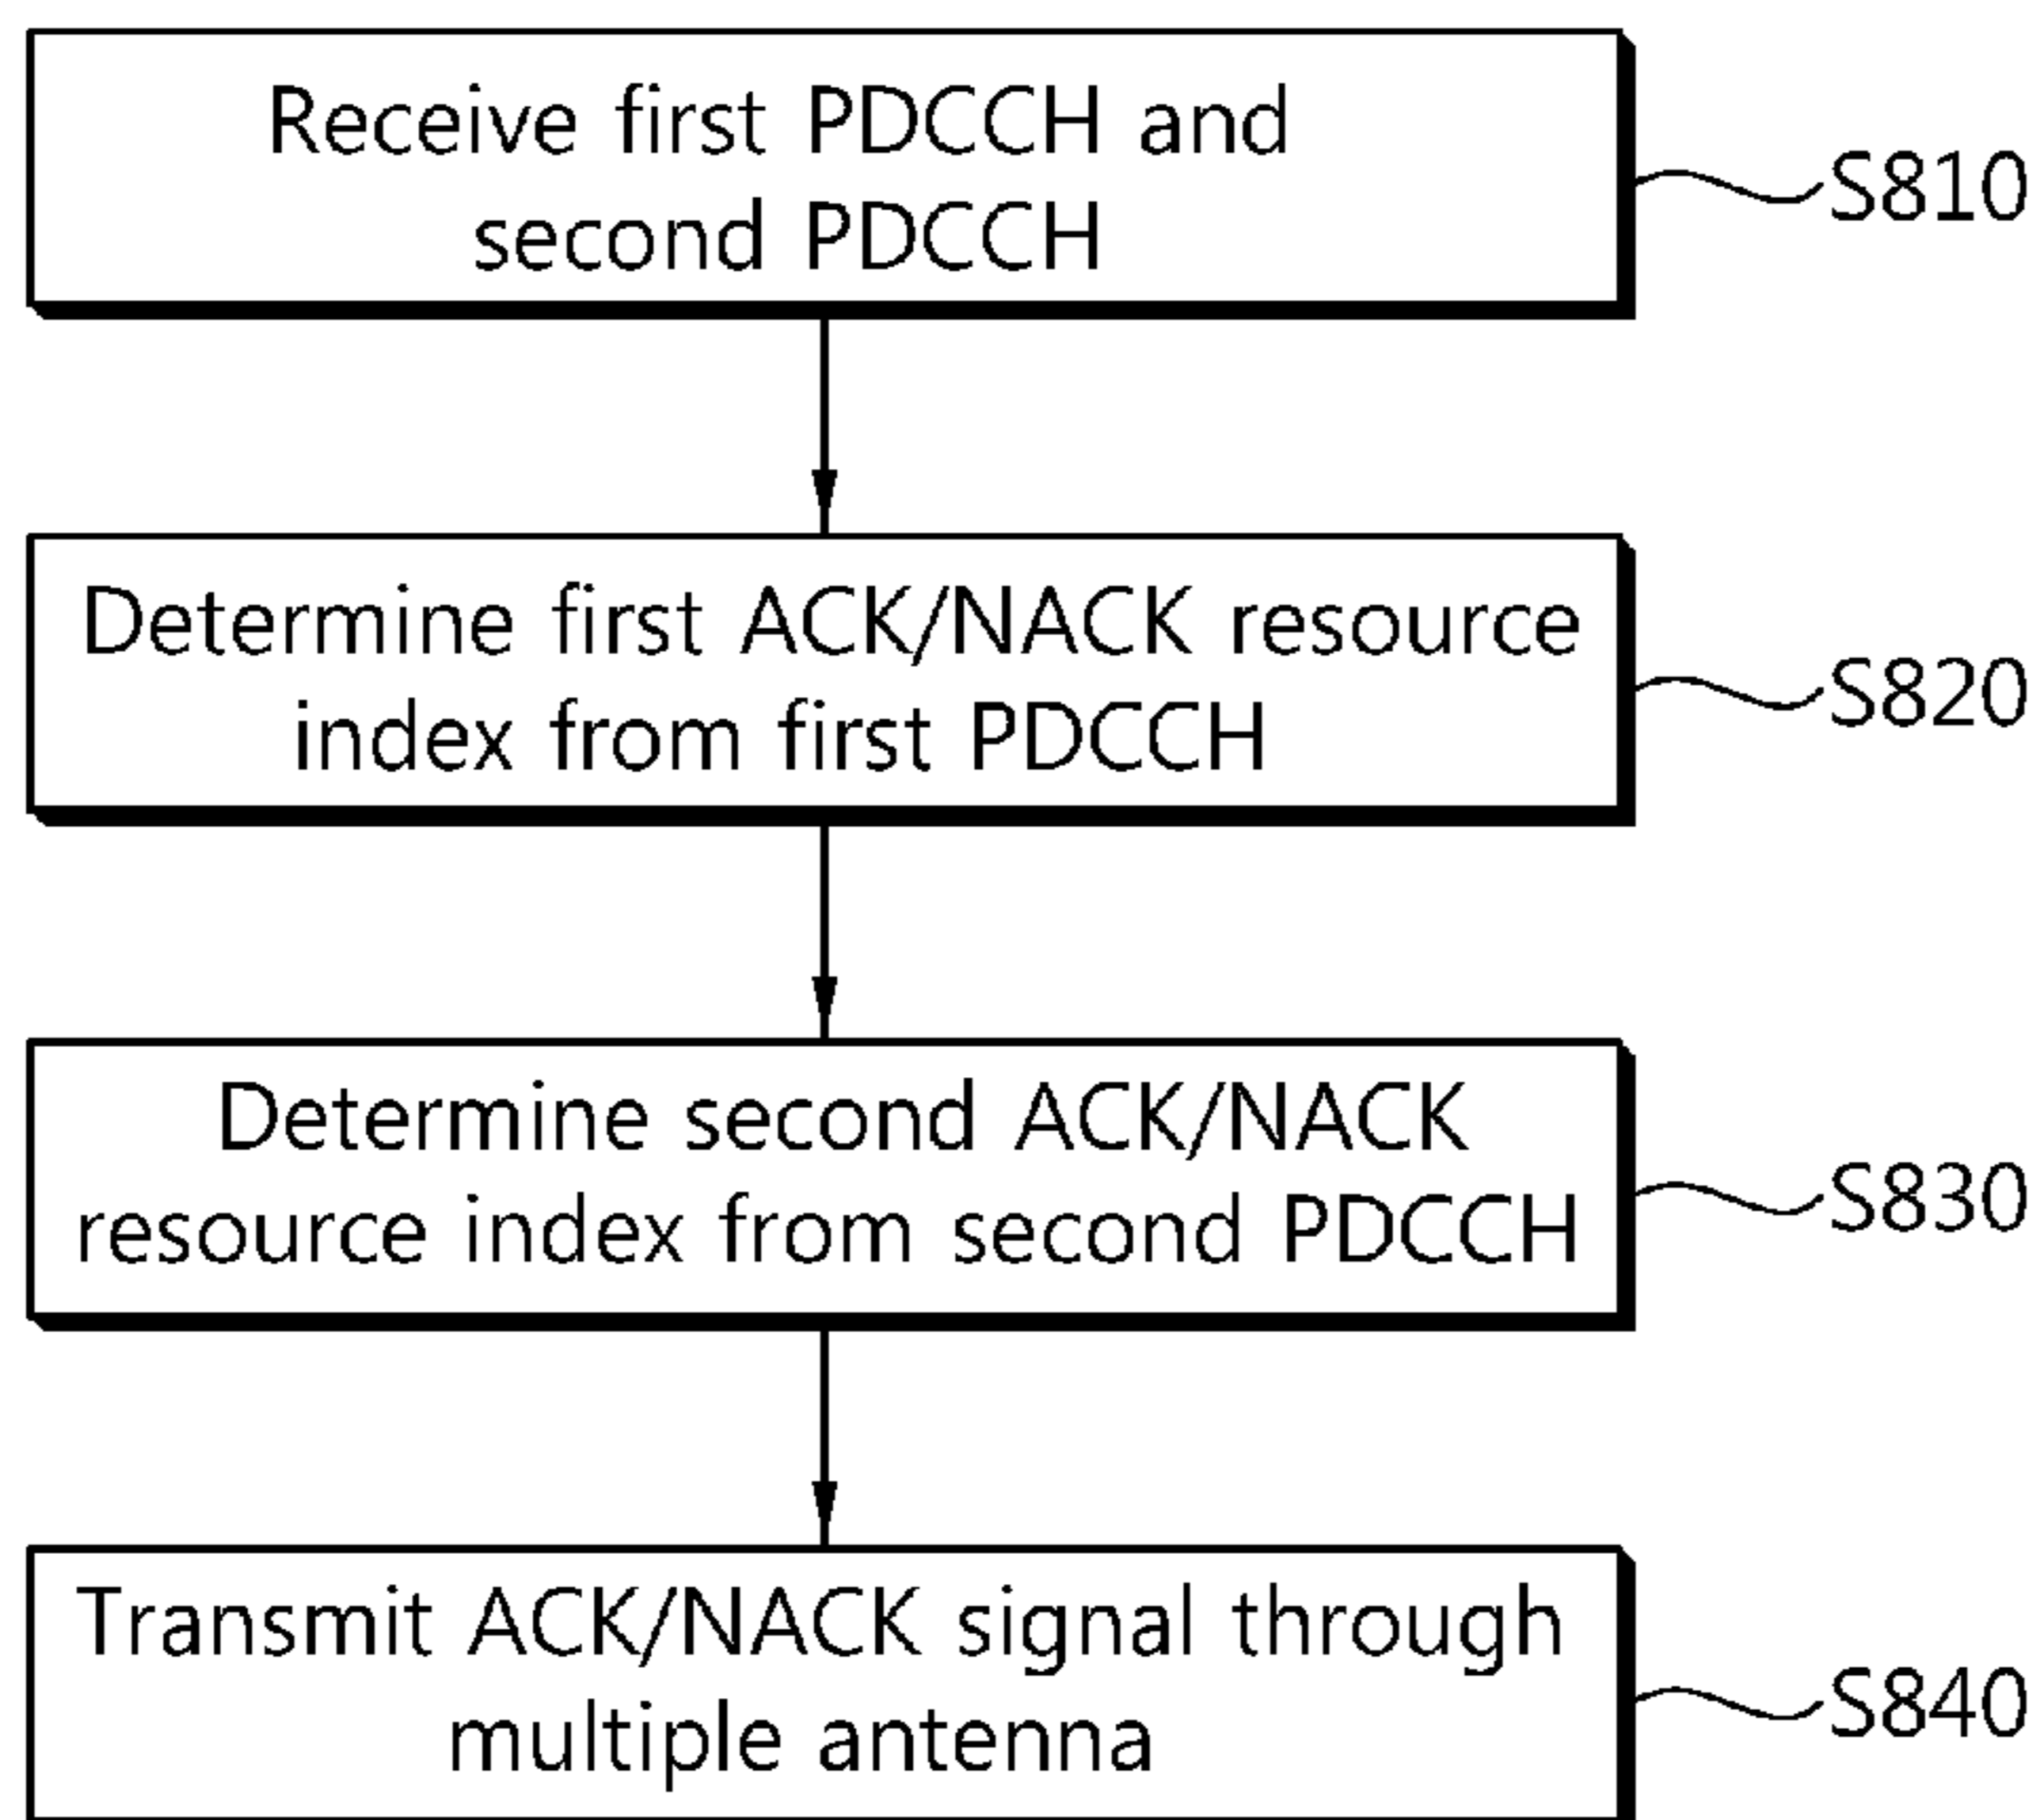 Receive first PDCCH and
second PDCCH
S810
Determine first ACK/NACK resource
index from first PDCCH
S820
Determine second ACK/NACK
resource index from second PDCCH
S830
Transmit ACK/NACK signal through
multiple antenna
S840